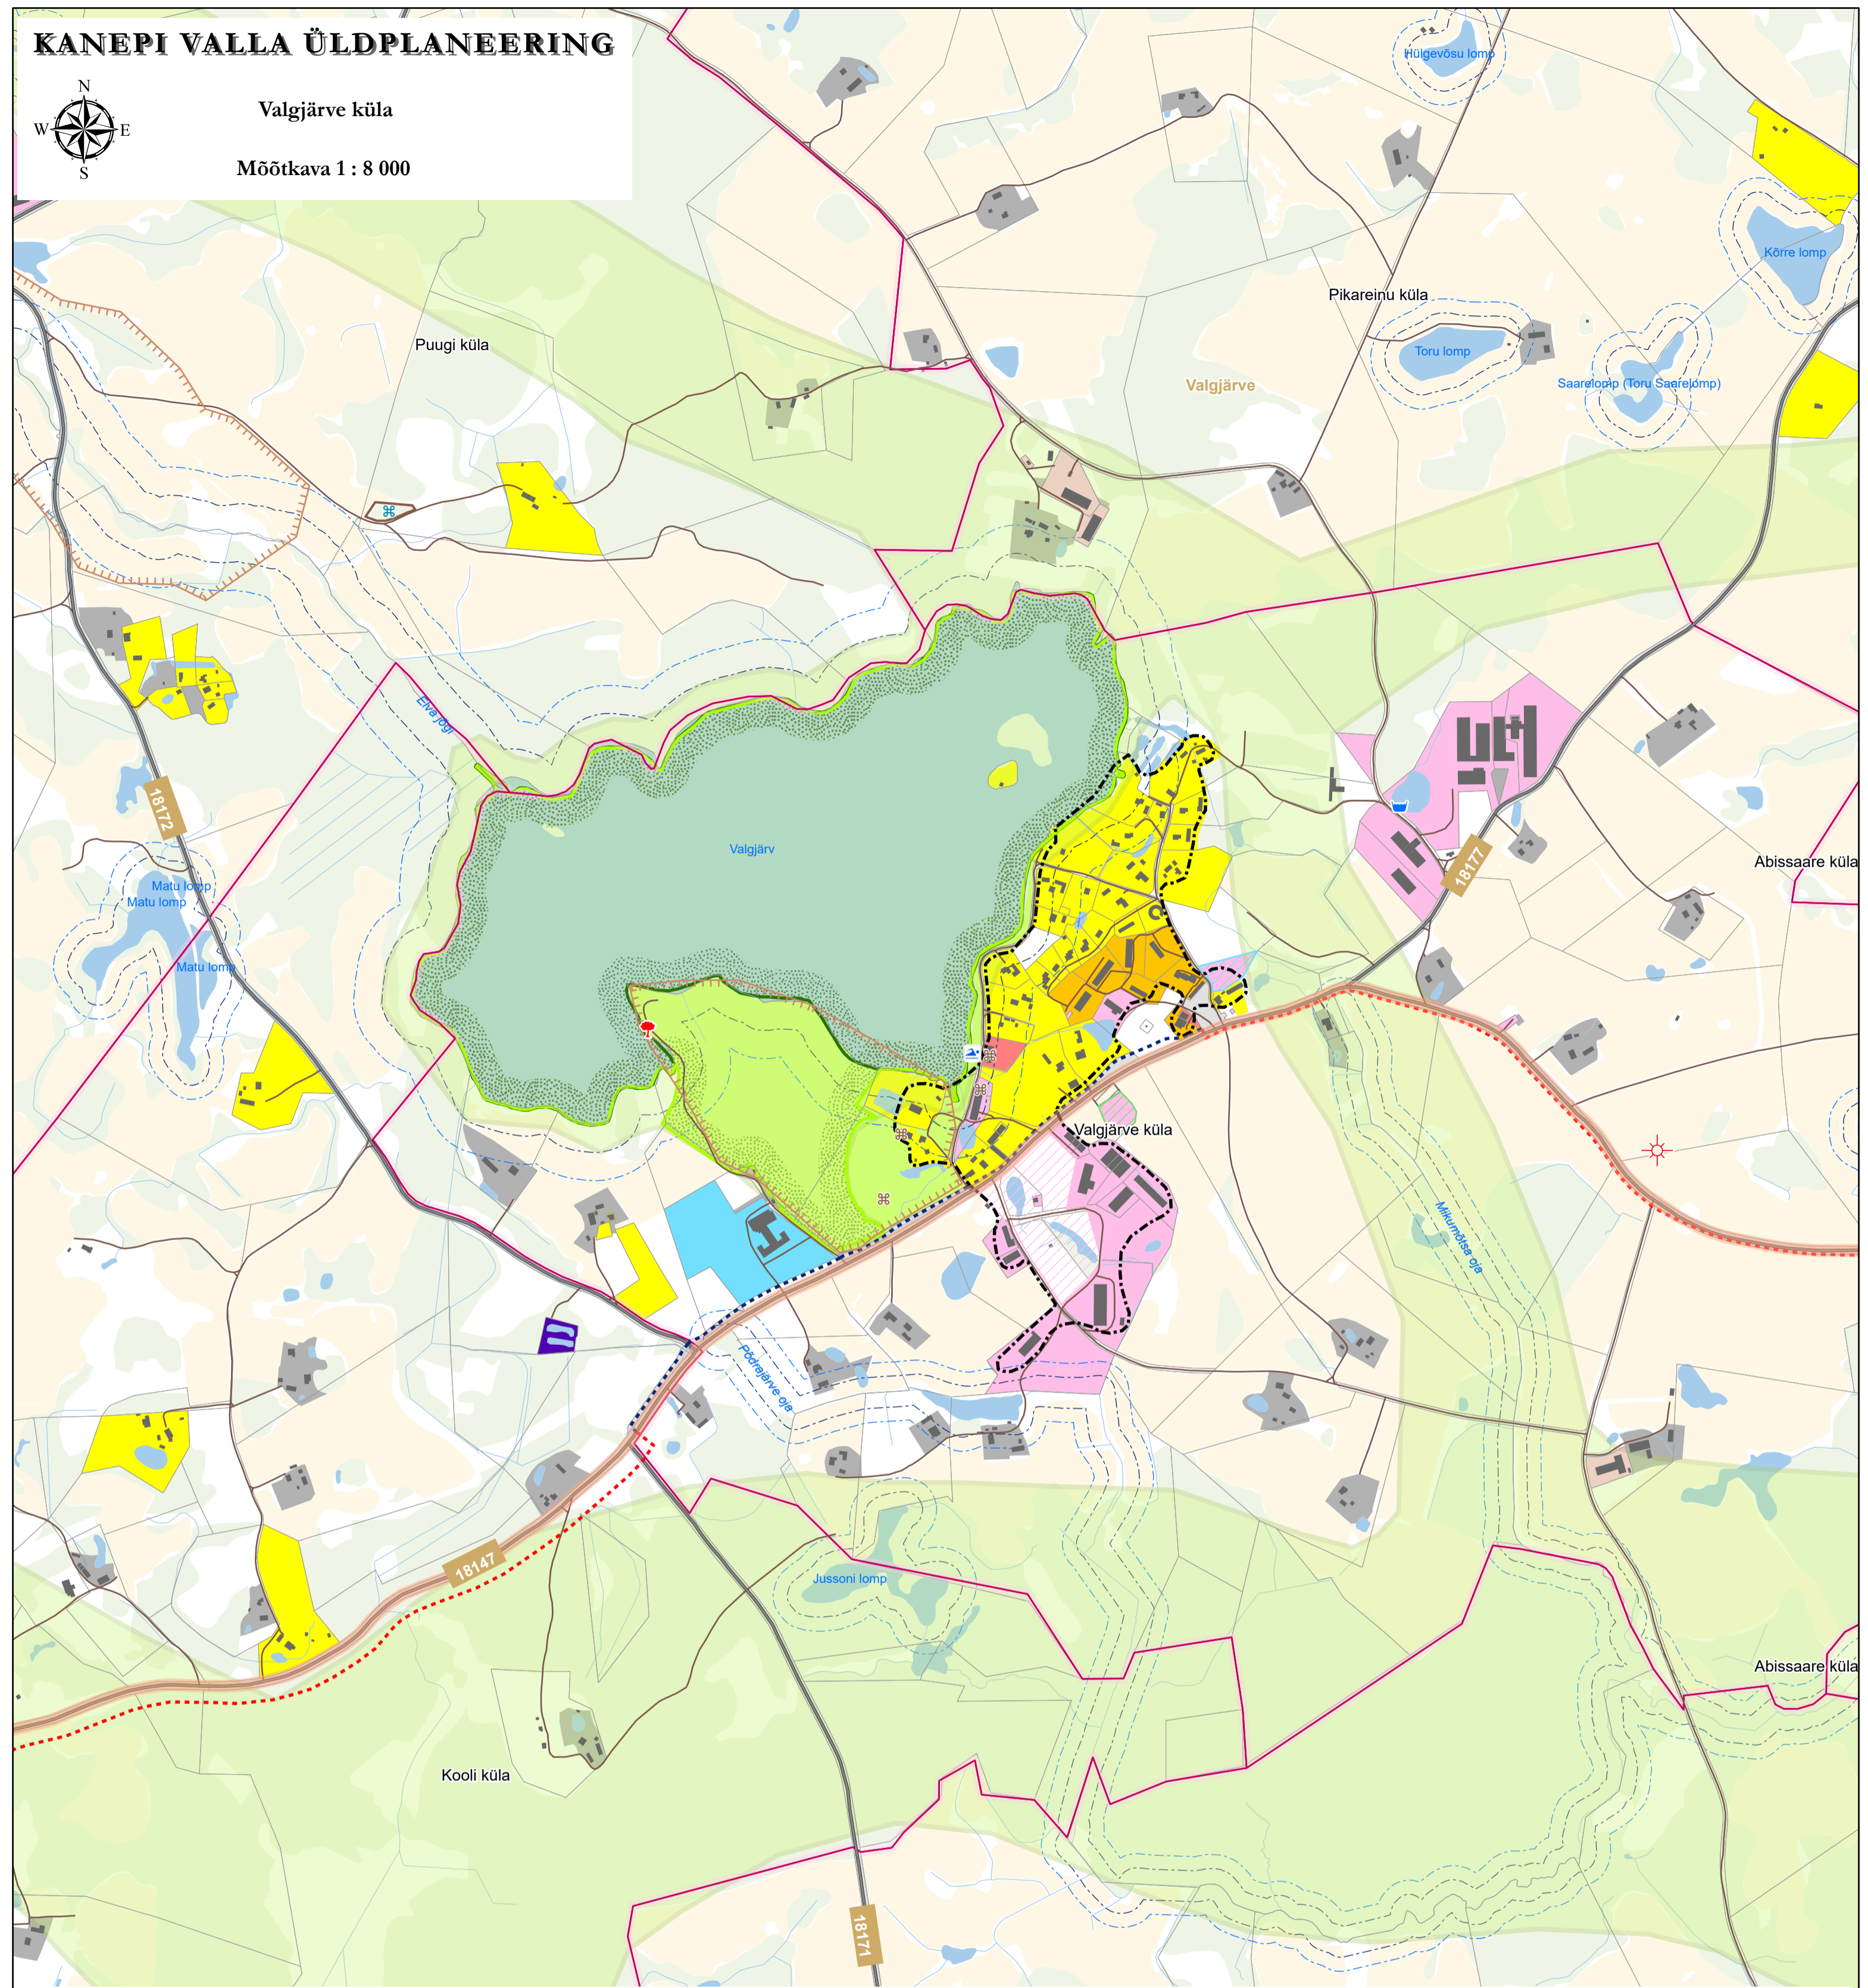 KANEPI VALLA ÜLDPLANEERING
N
W E
S
Valgjärve küla
Mõõtkava 1 : 8 000
Hülgevõsu lomp
Kõrre lomp
Pikareinu küla
Puugi küla
Toru lomp
Valgjärve
Saarelomp (Toru Saarelomp)
Elva jõgi
18172
Valgjärv
Abissaare küla
18177
Matu lomp
Matu lomp
Matu lomp
Valgjärve küla
Mikumõtsa oja
Põdrajärve oja
18147
Jussoni lomp
Abissaare küla
Kooli küla
18171